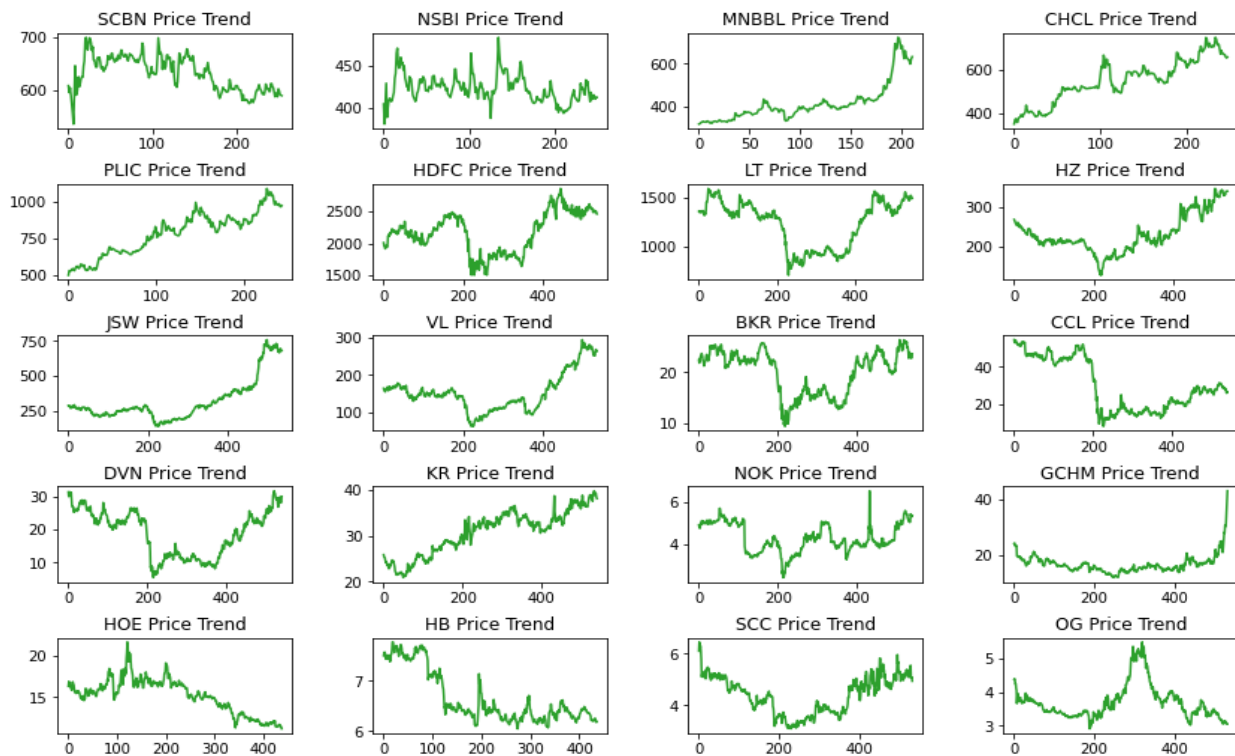 SCBN Price Trend NSBI Price Trend MNBBL Price Trend CHCL Price Trend
700
600
0 100 200
450
400
0 100 200
600
400
0 50 100 150 200
600
400
0 100 200
PLIC Price Trend HDFC Price Trend LT Price Trend HZ Price Trend
1000
750
500
0 100 200
2500
2000
1500
0 200 400
1500
1000
0 200 400
300
200
0 200 400
JSW Price Trend VL Price Trend BKR Price Trend CCL Price Trend
750
500
250
0 200 400
300
200
100
0 200 400
20
10
0 200 400
40
20
0 200 400
DVN Price Trend KR Price Trend NOK Price Trend GCHM Price Trend
30
20
10
0 200 400
40
30
20
0 200 400
6
4
0 200 400
40
20
0 200 400
HOE Price Trend HB Price Trend SCC Price Trend OG Price Trend
20
15
0 100 200 300 400
7
6
0 100 200 300 400
6
4
0 200 400
5
4
3
0 200 400